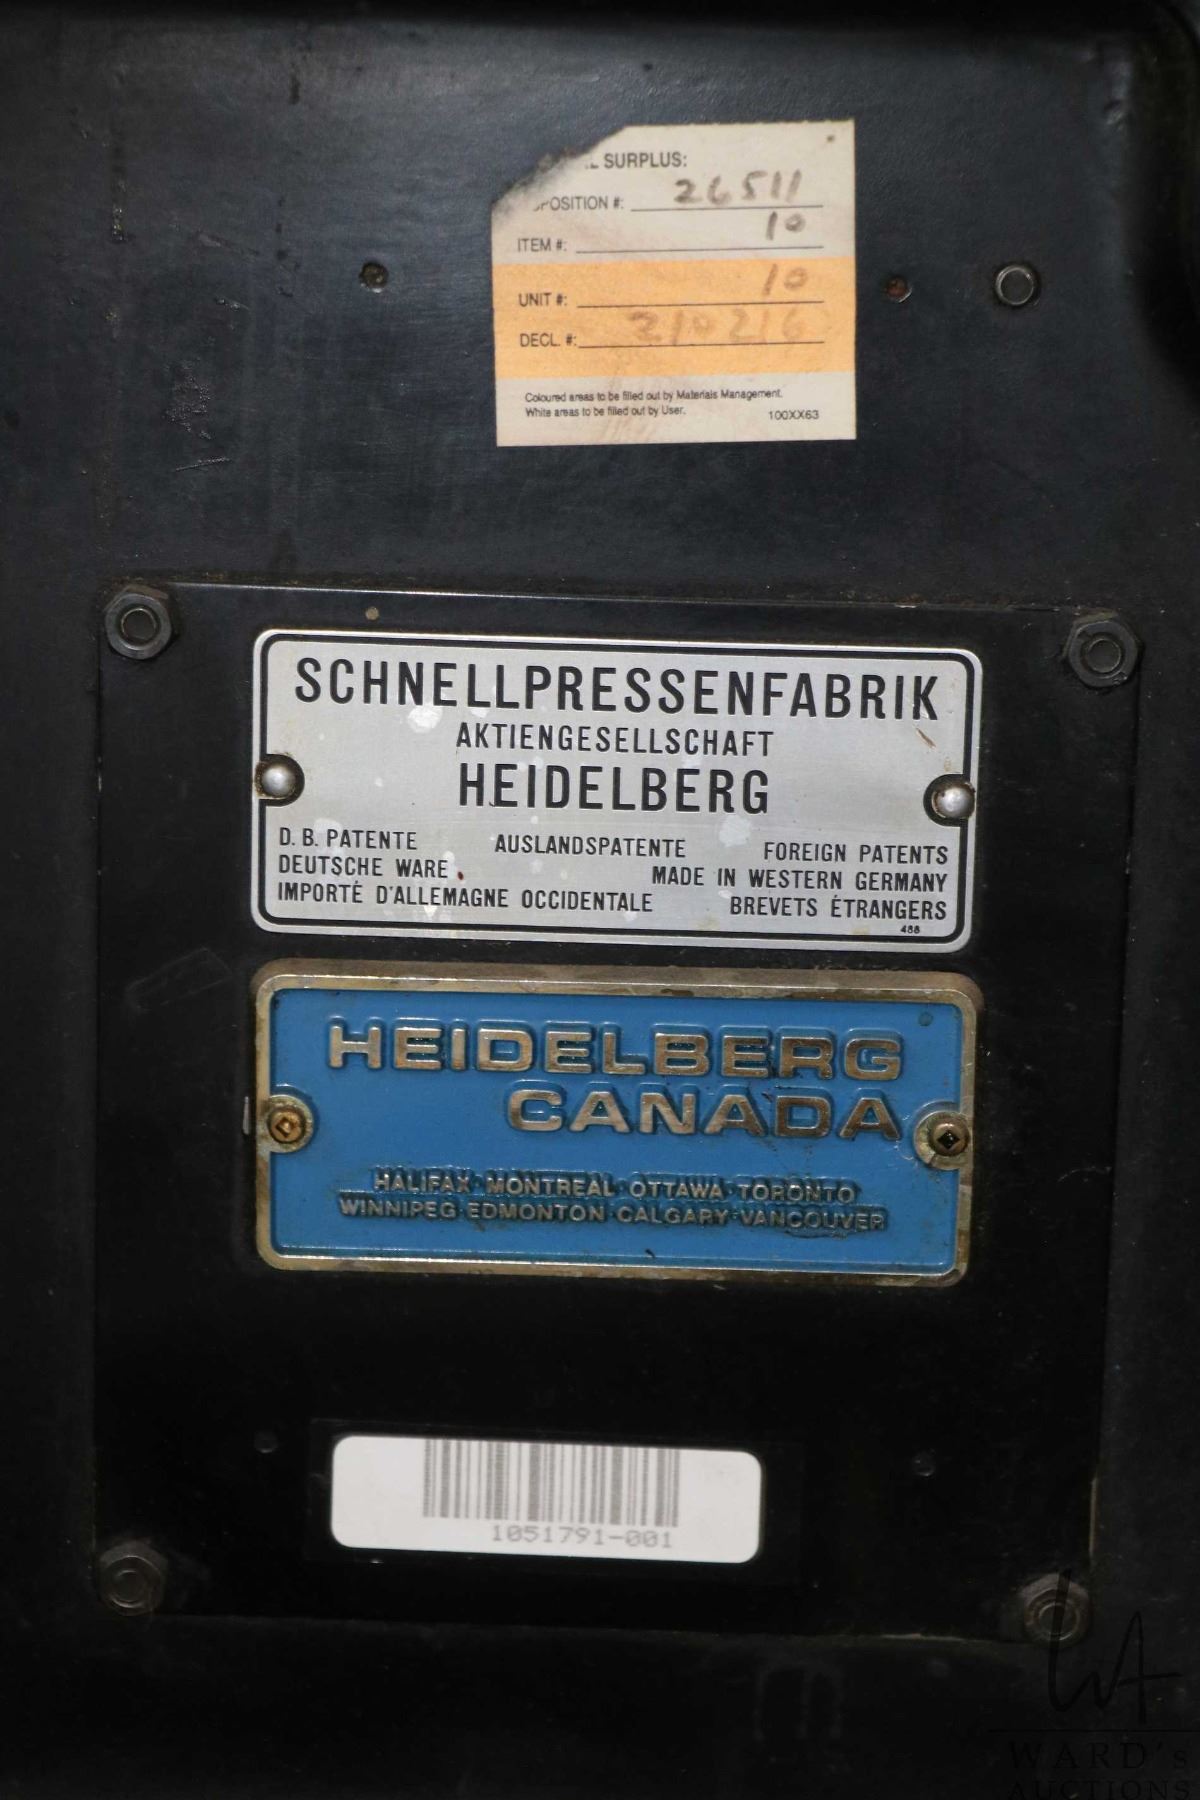 SURPLUS:
POSITION #: 26511
ITEM #: 10
UNIT #: 10
DECL. #: 210216
Coloured areas to be filled out by Materials Management.
White areas to be filled out by User. 100XX63
SCHNELLPRESSENFABRIK
AKTIENGESELLSCHAFT
HEIDELBERG
D. B. PATENTE AUSLANDSPATENTE FOREIGN PATENTS
DEUTSCHE WARE MADE IN WESTERN GERMANY
IMPORTÉ D'ALLEMAGNE OCCIDENTALE BREVETS ÉTRANGERS
488
HEIDELBERG
CANADA
HALIFAX·MONTREAL·OTTAWA·TORONTO
WINNIPEG·EDMONTON·CALGARY·VANCOUVER
1051791-001
WA
WARD's
AUCTIONS